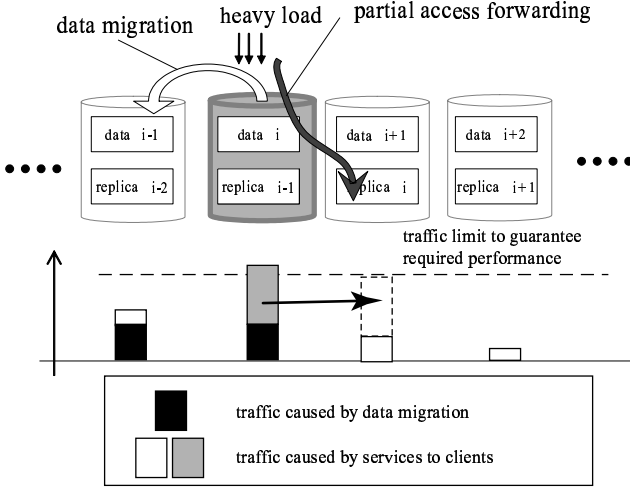 heavy load
partial access forwarding
data migration
data i-1
data i
data i+1
data i+2
replica i-2
replica i-1
replica i
replica i+1
traffic limit to guarantee
required performance
traffic caused by data migration
traffic caused by services to clients